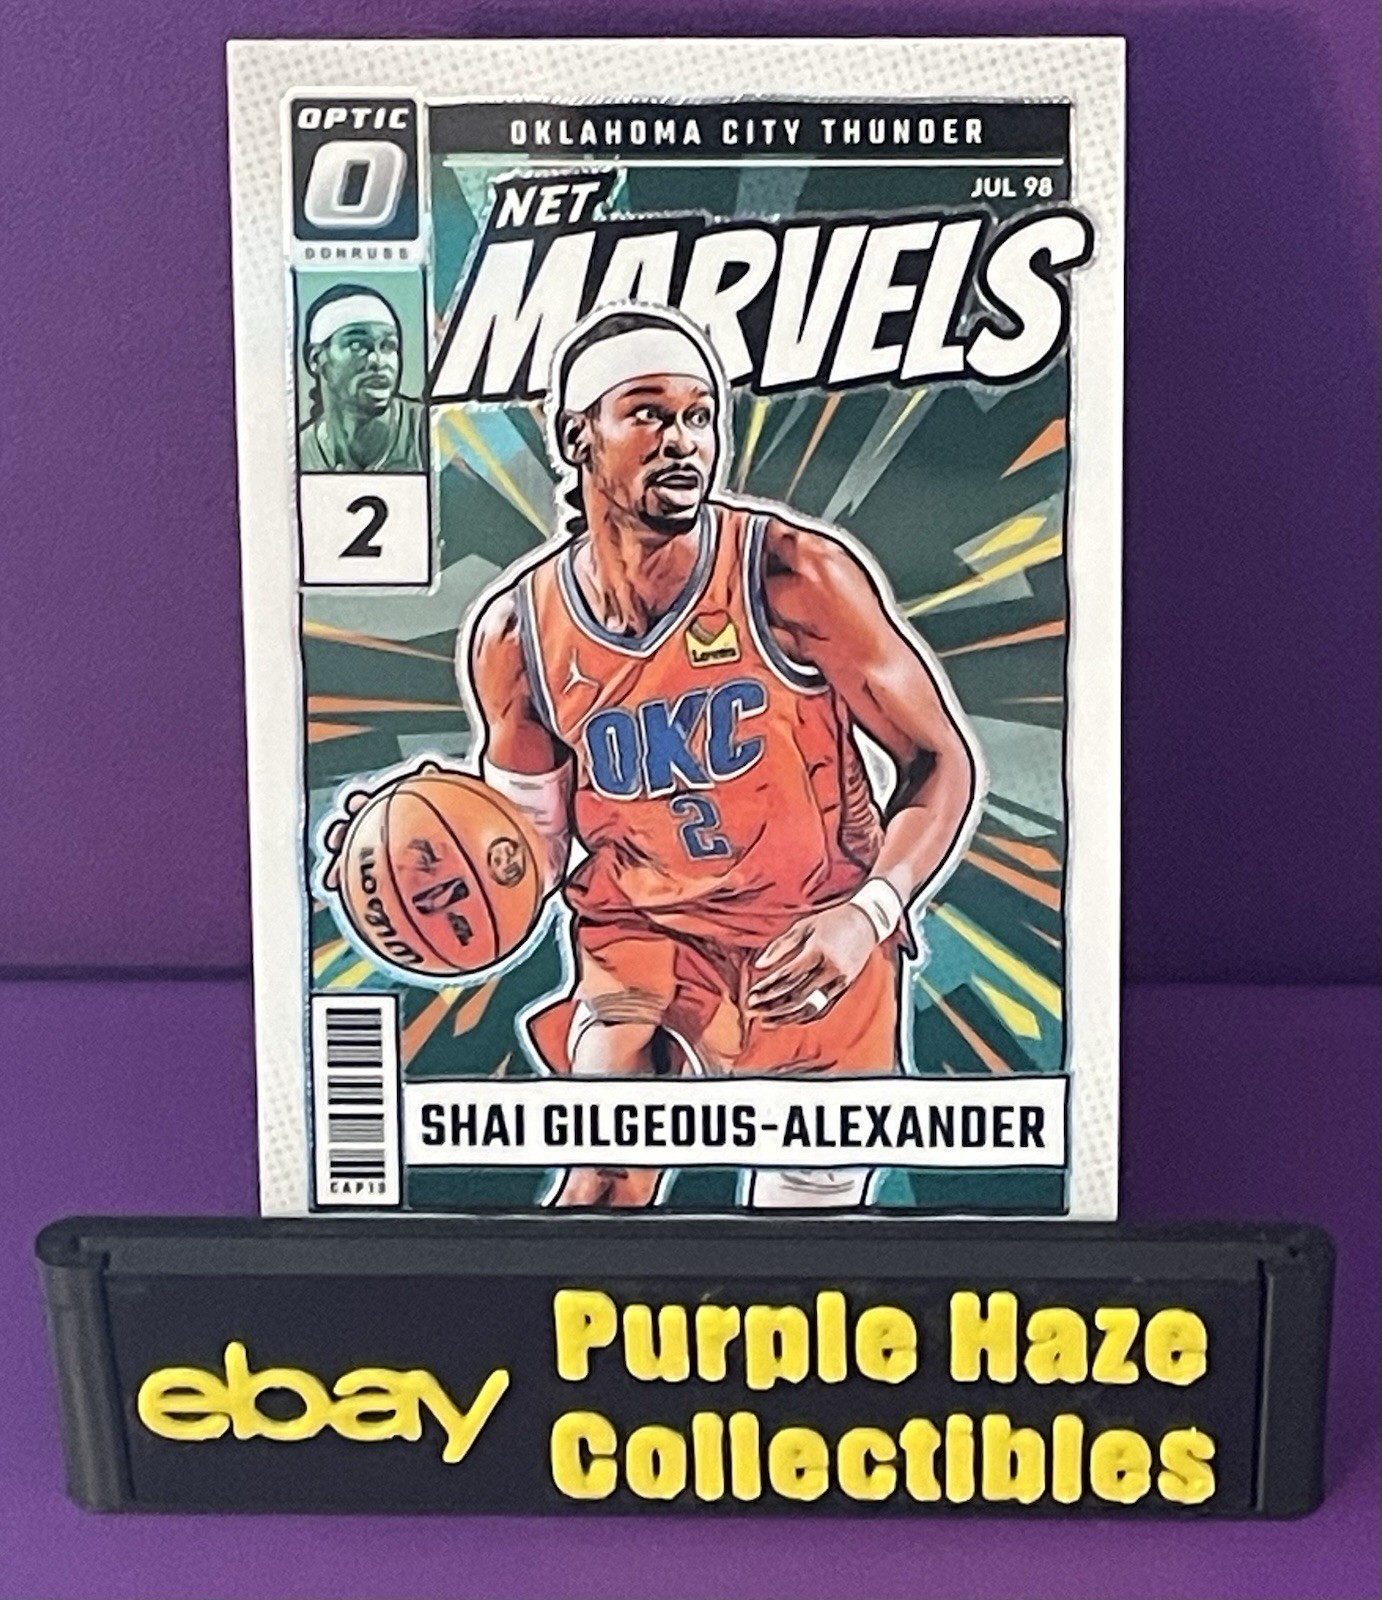 OPTIC
O
DONRUSS
OKLAHOMA CITY THUNDER
JUL 98
NET
MARVELS
2
OKC
2
WILSON
SHAI GILGEOUS-ALEXANDER
ebay
Purple Haze
Collectibles